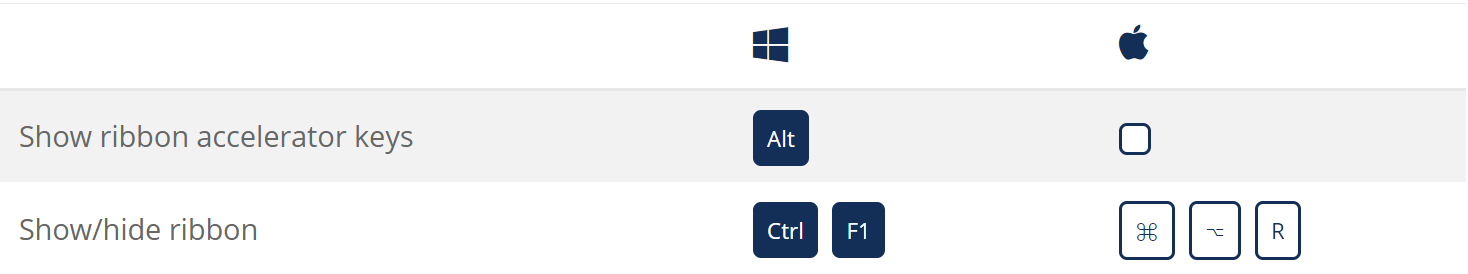 Show ribbon accelerator keys Alt
Show/hide ribbon Ctrl F1 ⌘ ⌥ R